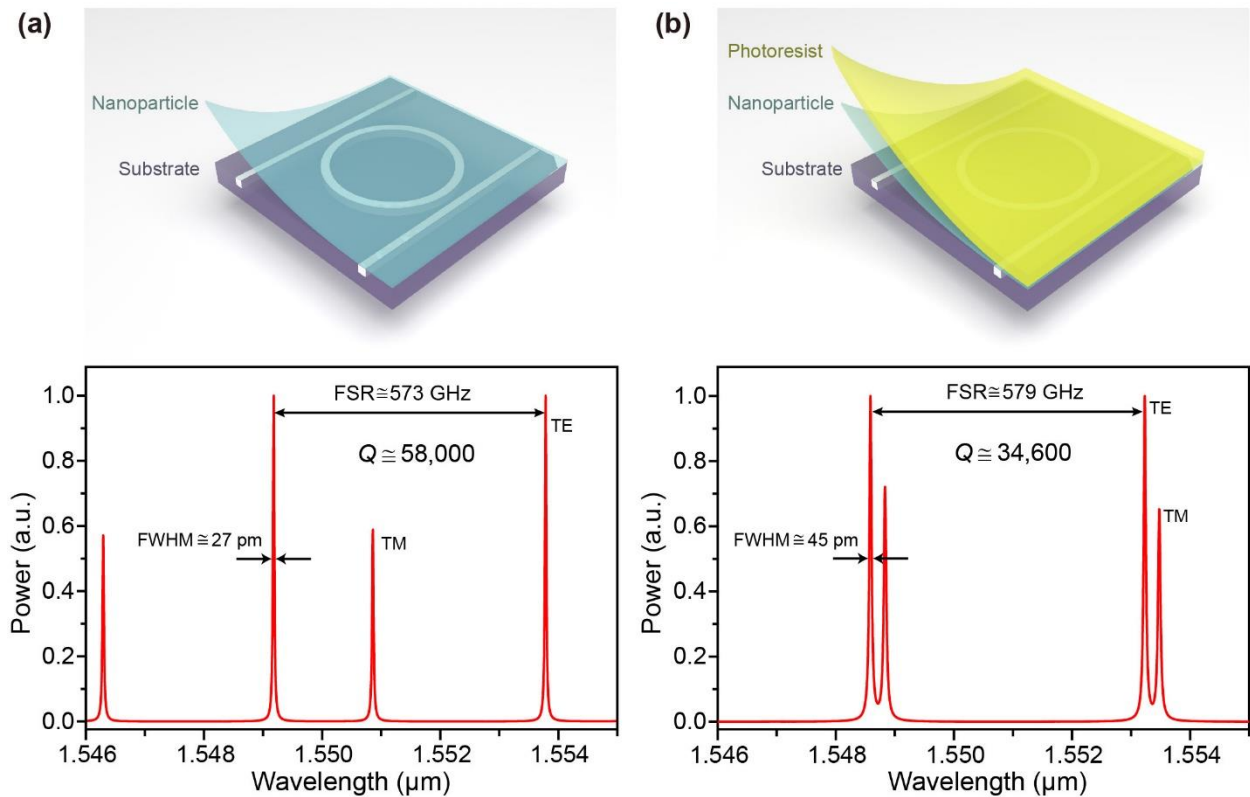 (a)
Nanoparticle
Substrate
FSR≅573 GHz
TE
Q ≅ 58,000
FWHM≅27 pm
TM
Power (a.u.)
1.0
0.8
0.6
0.4
0.2
0.0
1.546 1.548 1.550 1.552 1.554
Wavelength (μm)
(b)
Photoresist
Nanoparticle
Substrate
FSR≅579 GHz
TE
Q ≅ 34,600
TM
FWHM≅45 pm
Power (a.u.)
1.0
0.8
0.6
0.4
0.2
0.0
1.546 1.548 1.550 1.552 1.554
Wavelength (μm)